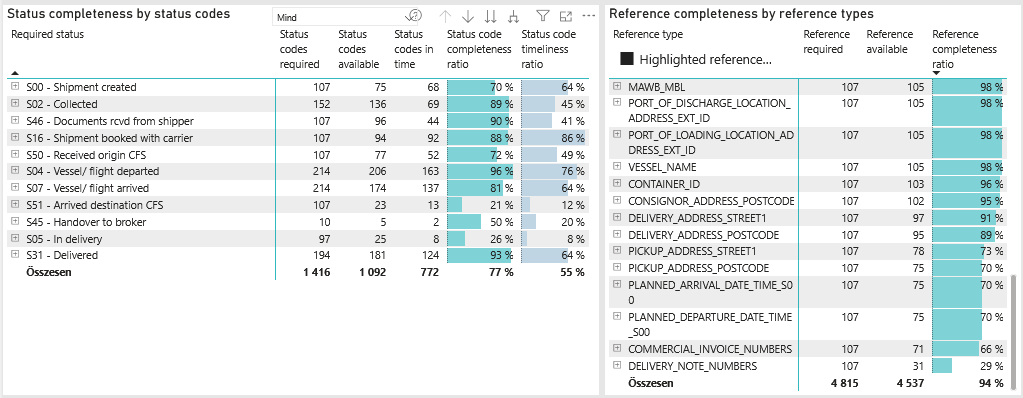 Status completeness by status codes
Mind
Required status
Status codes required
Status codes available
Status codes in time
Status code completeness ratio
Status code timeliness ratio
S00 - Shipment created 107 75 68 70 % 64 %
S02 - Collected 152 136 69 89 % 45 %
S46 - Documents rcvd from shipper 107 96 44 90 % 41 %
S16 - Shipment booked with carrier 107 94 92 88 % 86 %
S50 - Received origin CFS 107 77 52 72 % 49 %
S04 - Vessel/ flight departed 214 206 163 96 % 76 %
S07 - Vessel/ flight arrived 214 174 137 81 % 64 %
S51 - Arrived destination CFS 107 23 13 21 % 12 %
S45 - Handover to broker 10 5 2 50 % 20 %
S05 - In delivery 97 25 8 26 % 8 %
S31 - Delivered 194 181 124 93 % 64 %
Összesen 1 416 1 092 772 77 % 55 %
Reference completeness by reference types
Reference type
Reference required
Reference available
Reference completeness ratio
Highlighted reference...
MAWB_MBL 107 105 98 %
PORT_OF_DISCHARGE_LOCATION_ 107 105 98 %
ADDRESS_EXT_ID
PORT_OF_LOADING_LOCATION_AD 107 105 98 %
DRESS_EXT_ID
VESSEL_NAME 107 105 98 %
CONTAINER_ID 107 103 96 %
CONSIGNOR_ADDRESS_POSTCODE 107 102 95 %
DELIVERY_ADDRESS_STREET1 107 97 91 %
DELIVERY_ADDRESS_POSTCODE 107 95 89 %
PICKUP_ADDRESS_STREET1 107 78 73 %
PICKUP_ADDRESS_POSTCODE 107 75 70 %
PLANNED_ARRIVAL_DATE_TIME_S0 107 75 70 %
0
PLANNED_DEPARTURE_DATE_TIME 107 75 70 %
_S00
COMMERCIAL_INVOICE_NUMBERS 107 71 66 %
DELIVERY_NOTE_NUMBERS 107 31 29 %
Összesen 4 815 4 537 94 %